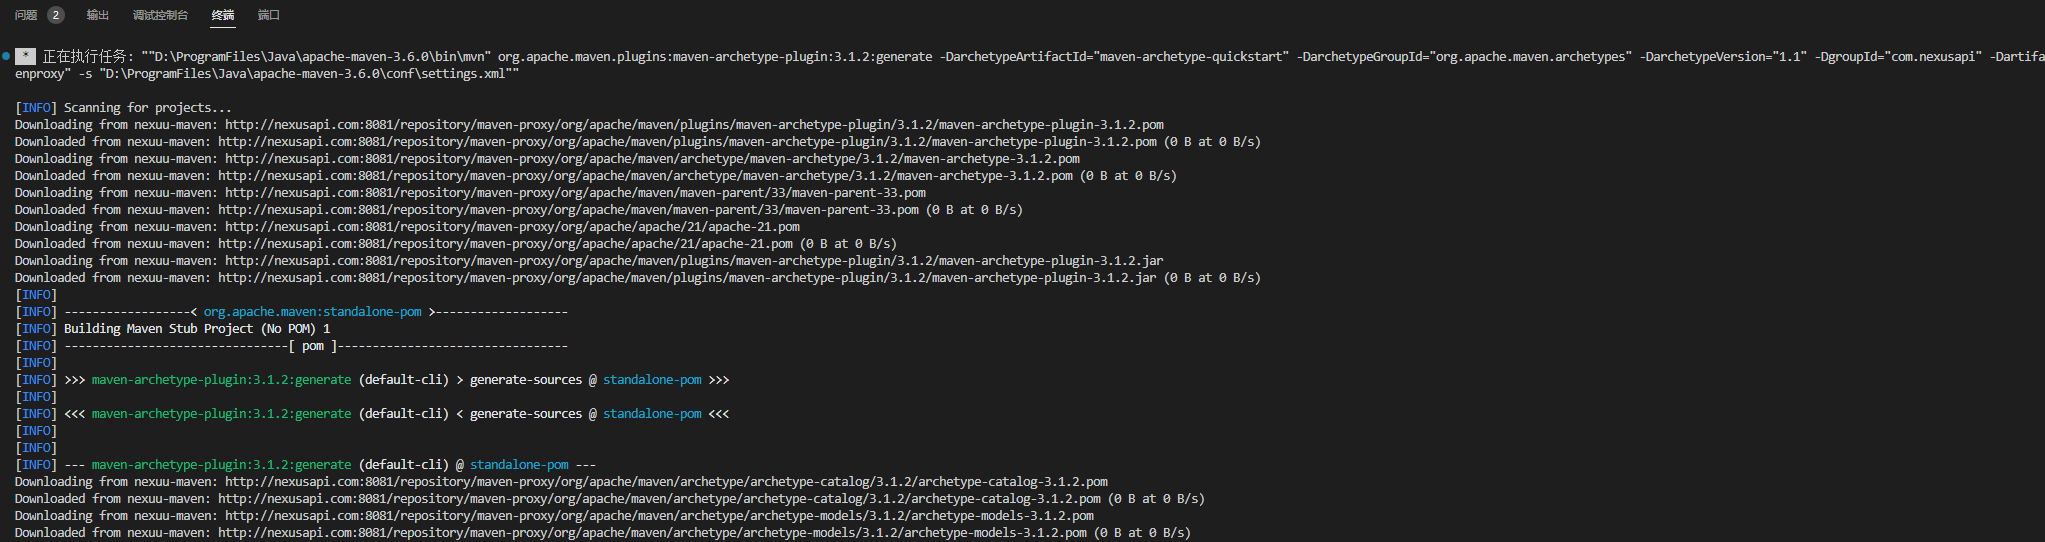 问题 2 输出 调试控制台 终端 端口
* 正在执行任务: ""D:\ProgramFiles\Java\apache-maven-3.6.0\bin\mvn" org.apache.maven.plugins:maven-archetype-plugin:3.1.2:generate -DarchetypeArtifactId="maven-archetype-quickstart" -DarchetypeGroupId="org.apache.maven.archetypes" -DarchetypeVersion="1.1" -DgroupId="com.nexusapi" -Dartifa
enproxy" -s "D:\ProgramFiles\Java\apache-maven-3.6.0\conf\settings.xml""
[INFO] Scanning for projects...
Downloading from nexuu-maven: http://nexusapi.com:8081/repository/maven-proxy/org/apache/maven/plugins/maven-archetype-plugin/3.1.2/maven-archetype-plugin-3.1.2.pom
Downloaded from nexuu-maven: http://nexusapi.com:8081/repository/maven-proxy/org/apache/maven/plugins/maven-archetype-plugin/3.1.2/maven-archetype-plugin-3.1.2.pom (0 B at 0 B/s)
Downloading from nexuu-maven: http://nexusapi.com:8081/repository/maven-proxy/org/apache/maven/archetype/maven-archetype/3.1.2/maven-archetype-3.1.2.pom
Downloaded from nexuu-maven: http://nexusapi.com:8081/repository/maven-proxy/org/apache/maven/archetype/maven-archetype/3.1.2/maven-archetype-3.1.2.pom (0 B at 0 B/s)
Downloading from nexuu-maven: http://nexusapi.com:8081/repository/maven-proxy/org/apache/maven/maven-parent/33/maven-parent-33.pom
Downloaded from nexuu-maven: http://nexusapi.com:8081/repository/maven-proxy/org/apache/maven/maven-parent/33/maven-parent-33.pom (0 B at 0 B/s)
Downloading from nexuu-maven: http://nexusapi.com:8081/repository/maven-proxy/org/apache/apache/21/apache-21.pom
Downloaded from nexuu-maven: http://nexusapi.com:8081/repository/maven-proxy/org/apache/apache/21/apache-21.pom (0 B at 0 B/s)
Downloading from nexuu-maven: http://nexusapi.com:8081/repository/maven-proxy/org/apache/maven/plugins/maven-archetype-plugin/3.1.2/maven-archetype-plugin-3.1.2.jar
Downloaded from nexuu-maven: http://nexusapi.com:8081/repository/maven-proxy/org/apache/maven/plugins/maven-archetype-plugin/3.1.2/maven-archetype-plugin-3.1.2.jar (0 B at 0 B/s)
[INFO]
[INFO] ------------------< org.apache.maven:standalone-pom >-------------------
[INFO] Building Maven Stub Project (No POM) 1
[INFO] --------------------------------[ pom ]---------------------------------
[INFO]
[INFO] >>> maven-archetype-plugin:3.1.2:generate (default-cli) > generate-sources @ standalone-pom >>>
[INFO]
[INFO] <<< maven-archetype-plugin:3.1.2:generate (default-cli) < generate-sources @ standalone-pom <<<
[INFO]
[INFO]
[INFO] --- maven-archetype-plugin:3.1.2:generate (default-cli) @ standalone-pom ---
Downloading from nexuu-maven: http://nexusapi.com:8081/repository/maven-proxy/org/apache/maven/archetype/archetype-catalog/3.1.2/archetype-catalog-3.1.2.pom
Downloaded from nexuu-maven: http://nexusapi.com:8081/repository/maven-proxy/org/apache/maven/archetype/archetype-catalog/3.1.2/archetype-catalog-3.1.2.pom (0 B at 0 B/s)
Downloading from nexuu-maven: http://nexusapi.com:8081/repository/maven-proxy/org/apache/maven/archetype/archetype-models/3.1.2/archetype-models-3.1.2.pom
Downloaded from nexuu-maven: http://nexusapi.com:8081/repository/maven-proxy/org/apache/maven/archetype/archetype-models/3.1.2/archetype-models-3.1.2.pom (0 B at 0 B/s)